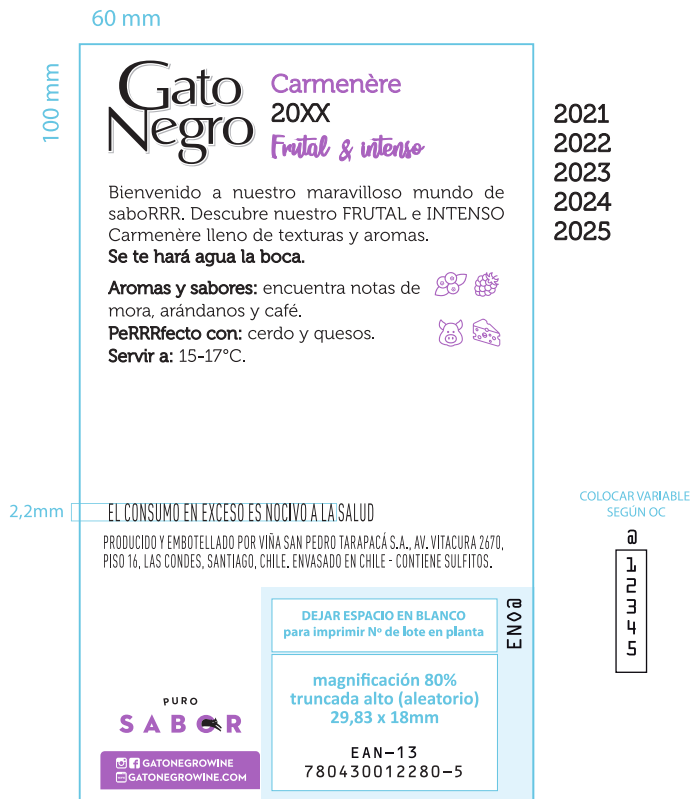 60 mm
100 mm
Gato
Negro
Carmenère
20XX
Frutal & intenso
2021
2022
2023
2024
2025
Bienvenido a nuestro maravilloso mundo de
saboRRR. Descubre nuestro FRUTAL e INTENSO
Carmenère lleno de texturas y aromas.
Se te hará agua la boca.
Aromas y sabores: encuentra notas de
mora, arándanos y café.
PeRRRfecto con: cerdo y quesos.
Servir a: 15-17°C.
2,2mm
EL CONSUMO EN EXCESO ES NOCIVO A LA SALUD
PRODUCIDO Y EMBOTELLADO POR VIÑA SAN PEDRO TARAPACÁ S.A., AV. VITACURA 2670,
PISO 16, LAS CONDES, SANTIAGO, CHILE. ENVASADO EN CHILE - CONTIENE SULFITOS.
COLOCAR VARIABLE
SEGÚN OC
@
1
2
3
4
5
DEJAR ESPACIO EN BLANCO
para imprimir Nº de lote en planta
EN0@
magnificación 80%
truncada alto (aleatorio)
29,83 x 18mm
EAN-13
780430012280-5
PURO
SABOR
GATONEGROWINE
GATONEGROWINE.COM